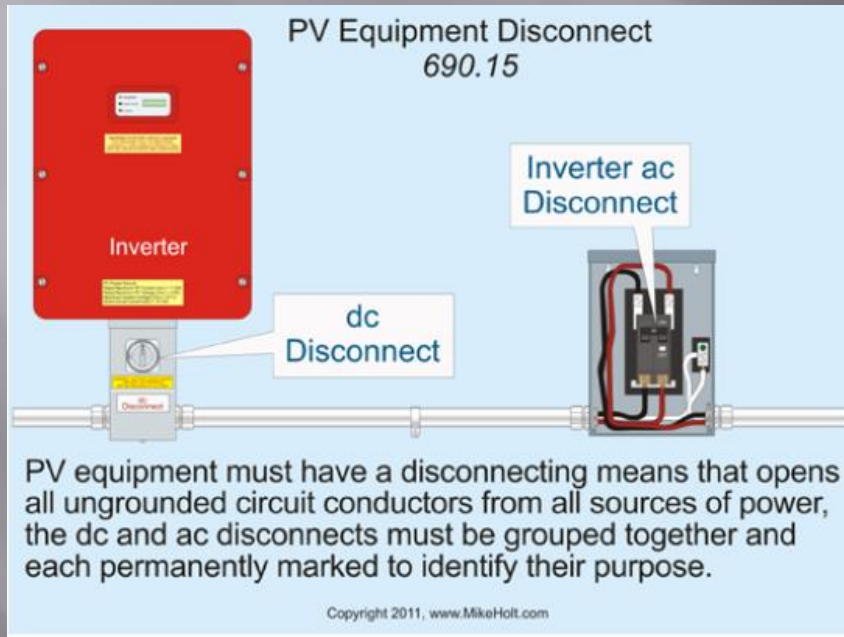 PV Equipment Disconnect
690.15
Inverter ac
Disconnect
Inverter
dc
Disconnect
dc
Disconnect
PV equipment must have a disconnecting means that opens
all ungrounded circuit conductors from all sources of power,
the dc and ac disconnects must be grouped together and
each permanently marked to identify their purpose.
Copyright 2011, www.MikeHolt.com